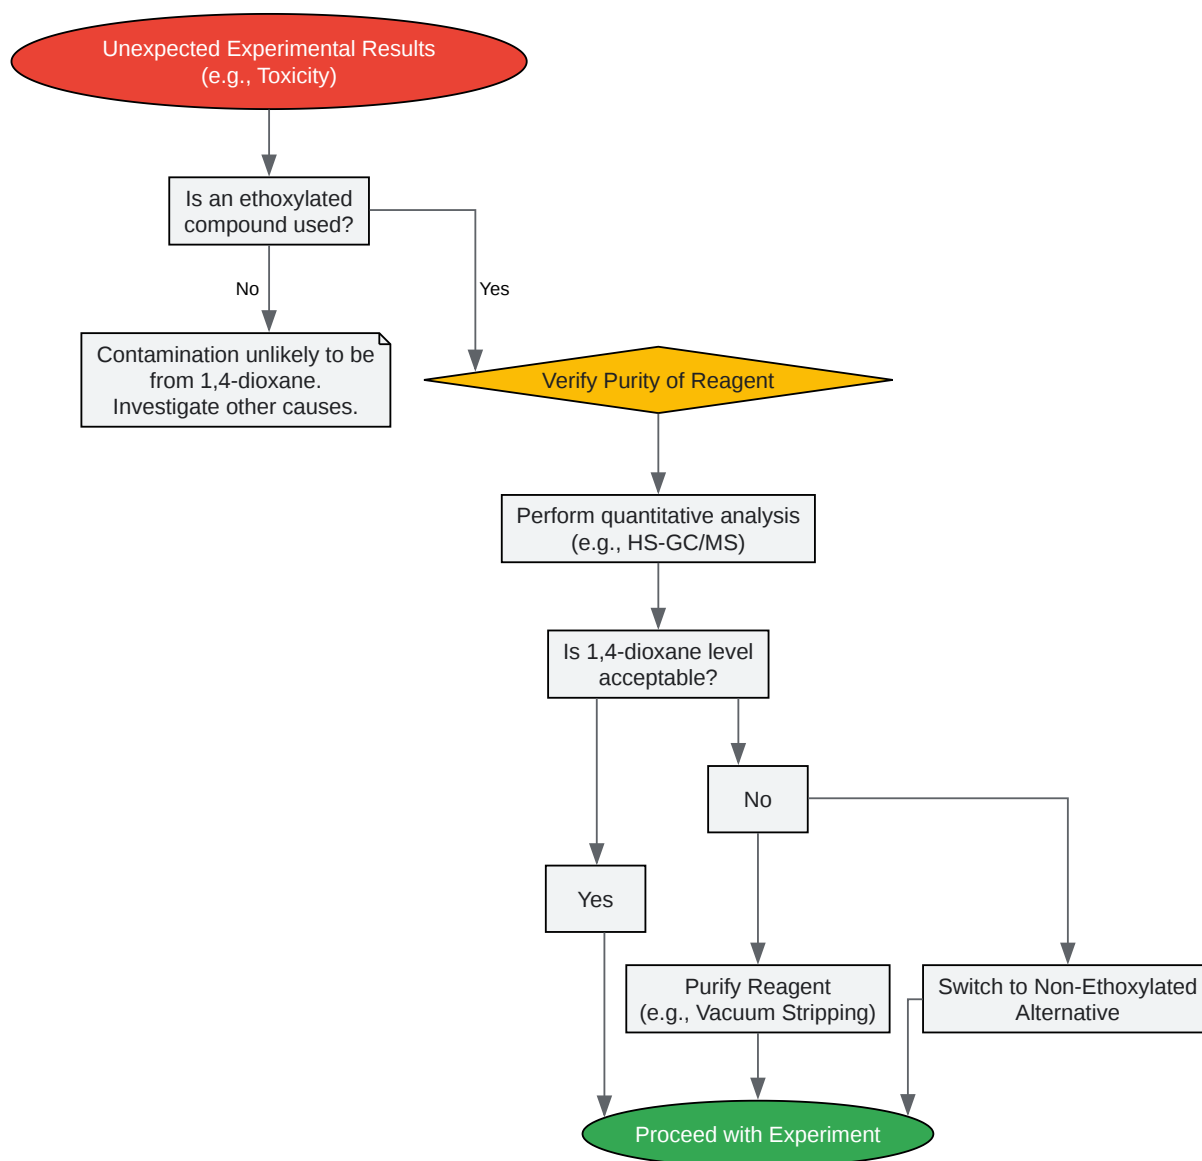 Unexpected Experimental Results
(e.g., Toxicity)
Is an ethoxylated
compound used?
No
Yes
Contamination unlikely to be
from 1,4-dioxane.
Investigate other causes.
Verify Purity of Reagent
Perform quantitative analysis
(e.g., HS-GC/MS)
Is 1,4-dioxane level
acceptable?
No
Yes
Purify Reagent
(e.g., Vacuum Stripping)
Switch to Non-Ethoxylated
Alternative
Proceed with Experiment